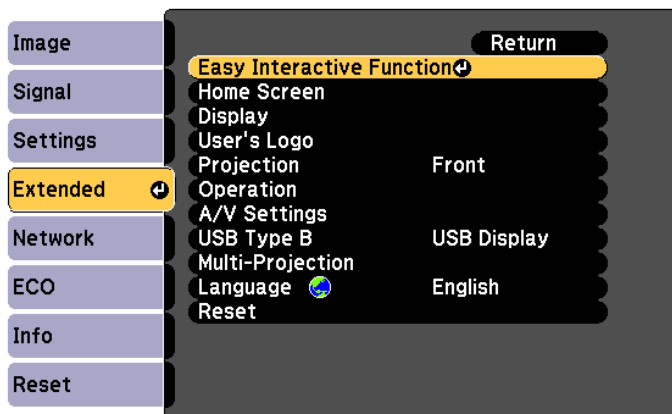 Image
Signal
Settings
Extended
Network
ECO
Info
Reset
Return
Easy Interactive Function
Home Screen
Display
User's Logo
Projection Front
Operation
A/V Settings
USB Type B USB Display
Multi-Projection
Language English
Reset